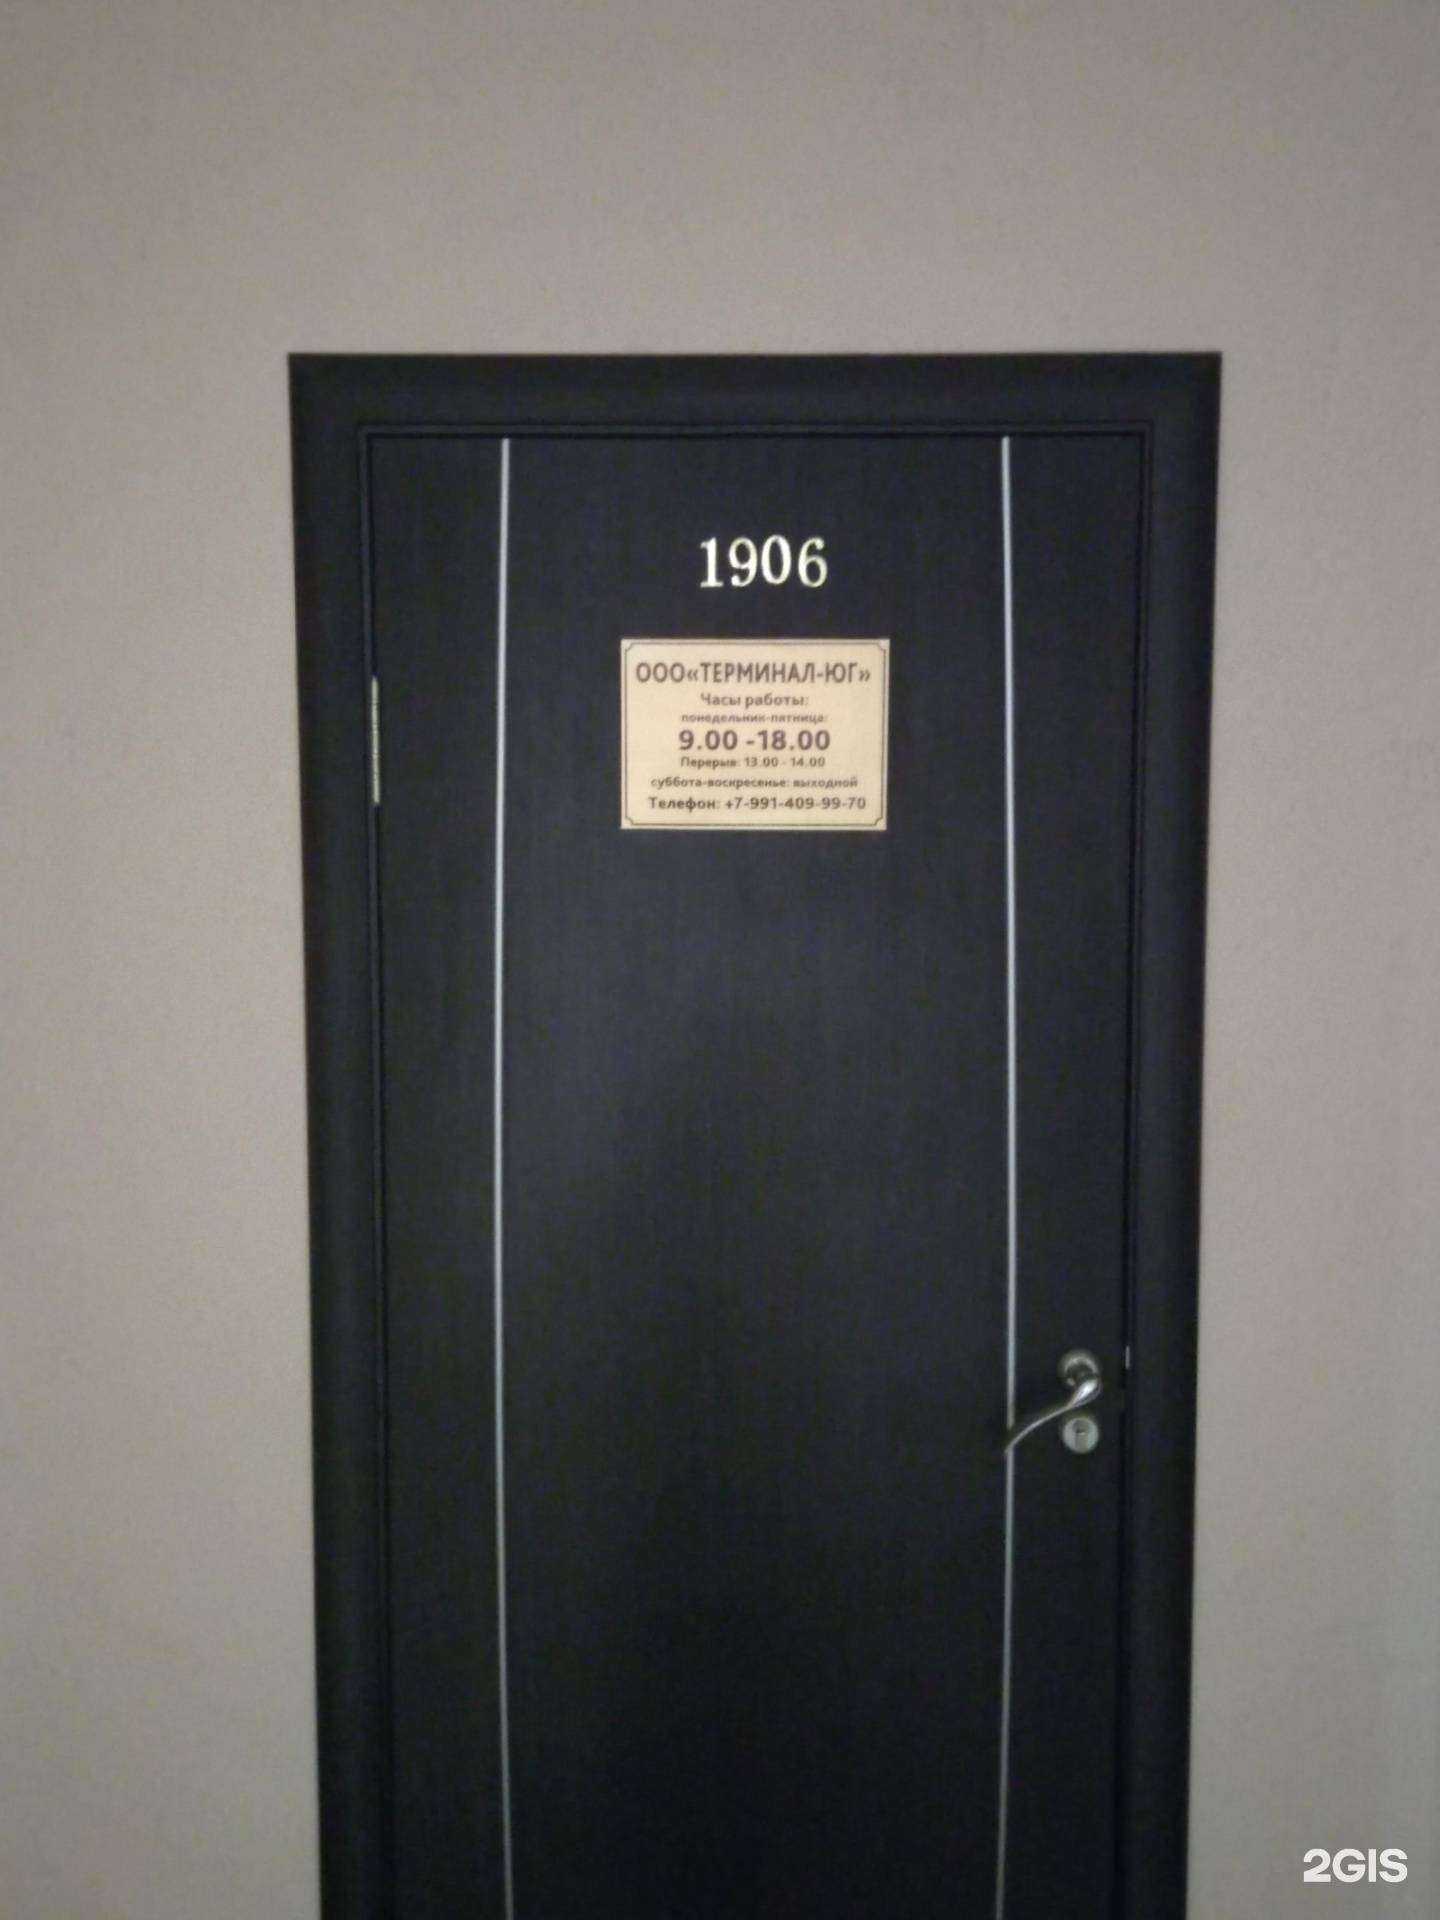 1906
ООО«ТЕРМИНАЛ-ЮГ»
Часы работы:
понедельник-пятница:
9.00 -18.00
Перерыв: 13.00 - 14.00
суббота-воскресенье: выходной
Телефон: +7-991-409-99-70
2GIS